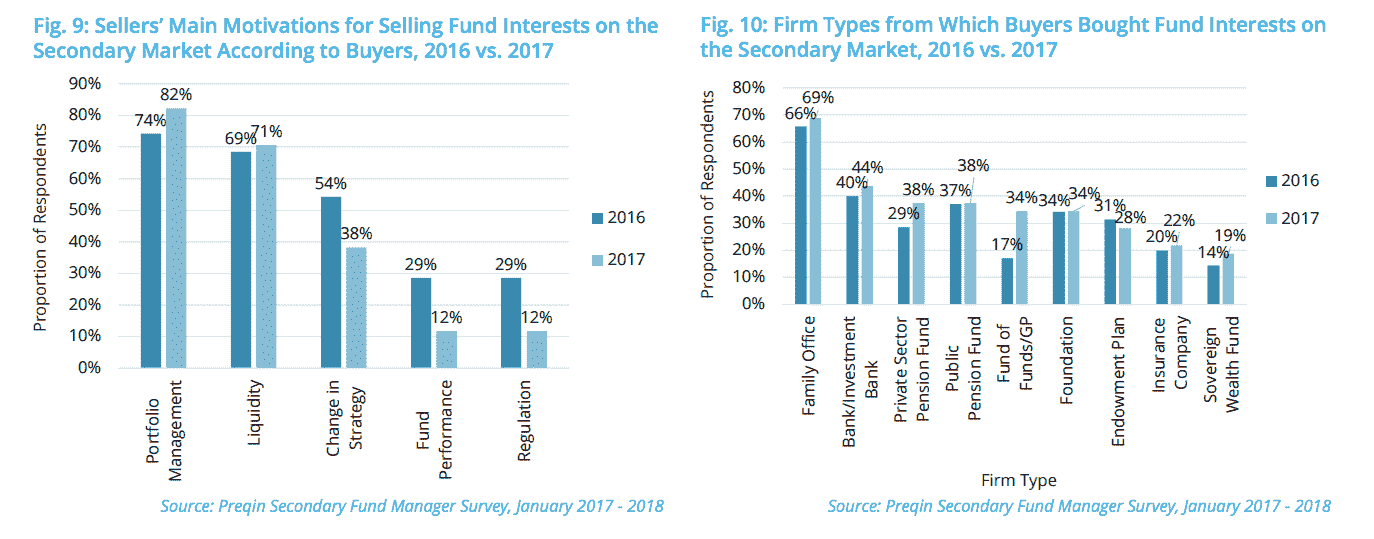 Fig. 9: Sellers’ Main Motivations for Selling Fund Interests on the
Secondary Market According to Buyers, 2016 vs. 2017
Proportion of Respondents
90%
80%
70%
60%
50%
40%
30%
20%
10%
0%
74%
82%
69%
71%
54%
38%
29%
12%
29%
12%
Portfolio
Management
Liquidity
Change in
Strategy
Fund
Performance
Regulation
2016
2017
Source: Preqin Secondary Fund Manager Survey, January 2017 - 2018
Fig. 10: Firm Types from Which Buyers Bought Fund Interests on
the Secondary Market, 2016 vs. 2017
Proportion of Respondents
80%
70%
60%
50%
40%
30%
20%
10%
0%
66%
69%
40%
44%
29%
38%
37%
38%
17%
34%
34%
34%
31%
28%
20%
22%
14%
19%
Family Office
Bank/Investment
Bank
Private Sector
Pension Fund
Public
Pension Fund
Fund of
Funds/GP
Foundation
Endowment Plan
Insurance
Company
Sovereign
Wealth Fund
Firm Type
2016
2017
Source: Preqin Secondary Fund Manager Survey, January 2017 - 2018